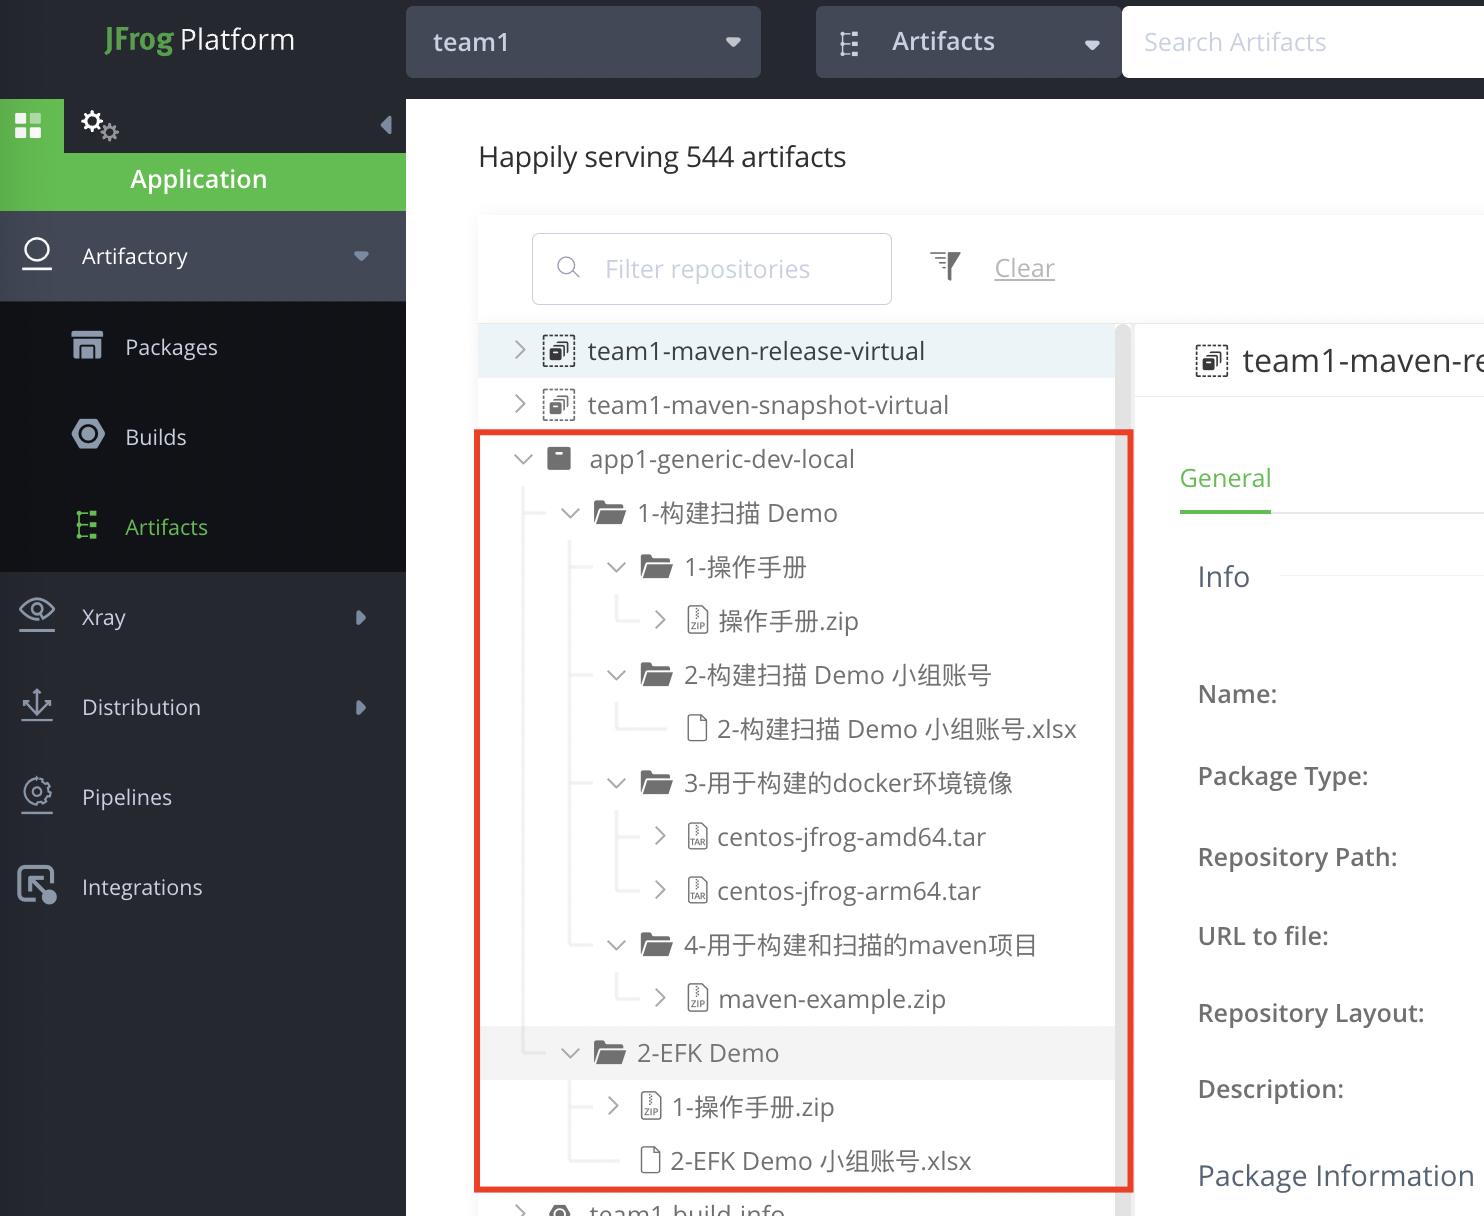 JFrog Platform
team1
Artifacts
Search Artifacts
Application
Artifactory
Packages
Builds
Artifacts
Xray
Distribution
Pipelines
Integrations
Happily serving 544 artifacts
Filter repositories
Clear
team1-maven-release-virtual
team1-maven-snapshot-virtual
app1-generic-dev-local
1-构建扫描 Demo
1-操作手册
ZIP 操作手册.zip
2-构建扫描 Demo 小组账号
2-构建扫描 Demo 小组账号.xlsx
3-用于构建的docker环境镜像
TAR centos-jfrog-amd64.tar
TAR centos-jfrog-arm64.tar
4-用于构建和扫描的maven项目
ZIP maven-example.zip
2-EFK Demo
ZIP 1-操作手册.zip
2-EFK Demo 小组账号.xlsx
team1-build-info
team1-maven-re
General
Info
Name:
Package Type:
Repository Path:
URL to file:
Repository Layout:
Description:
Package Information